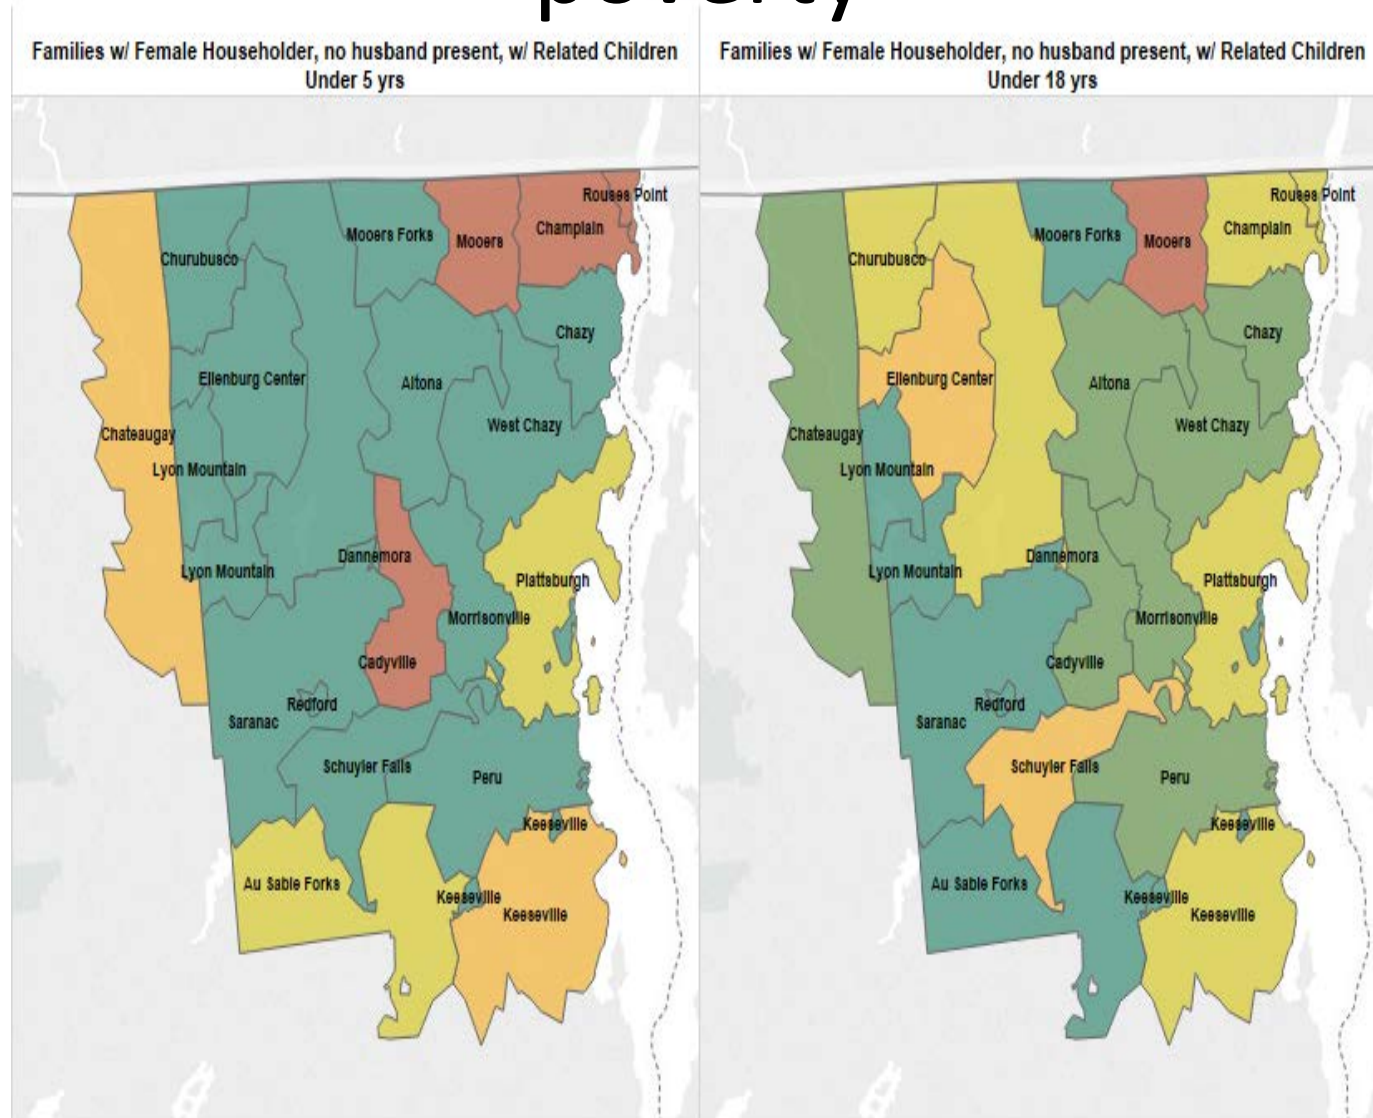 poverty
Families w/ Female Householder, no husband present, w/ Related Children
Under 5 yrs
Rouses Point
Champlain
Mooers Forks
Mooers
Churubusco
Chazy
Ellenburg Center
Altona
West Chazy
Chateaugay
Lyon Mountain
Dannemora
Lyon Mountain
Plattsburgh
Morrisonville
Cadyville
Redford
Saranac
Schuyler Falls
Peru
Keeseville
Au Sable Forks
Keeseville
Keeseville
Families w/ Female Householder, no husband present, w/ Related Children
Under 18 yrs
Rouses Point
Champlain
Mooers Forks
Mooers
Churubusco
Chazy
Ellenburg Center
Altona
West Chazy
Chateaugay
Lyon Mountain
Dannemora
Lyon Mountain
Plattsburgh
Morrisonville
Cadyville
Redford
Saranac
Schuyler Falls
Peru
Keeseville
Au Sable Forks
Keeseville
Keeseville